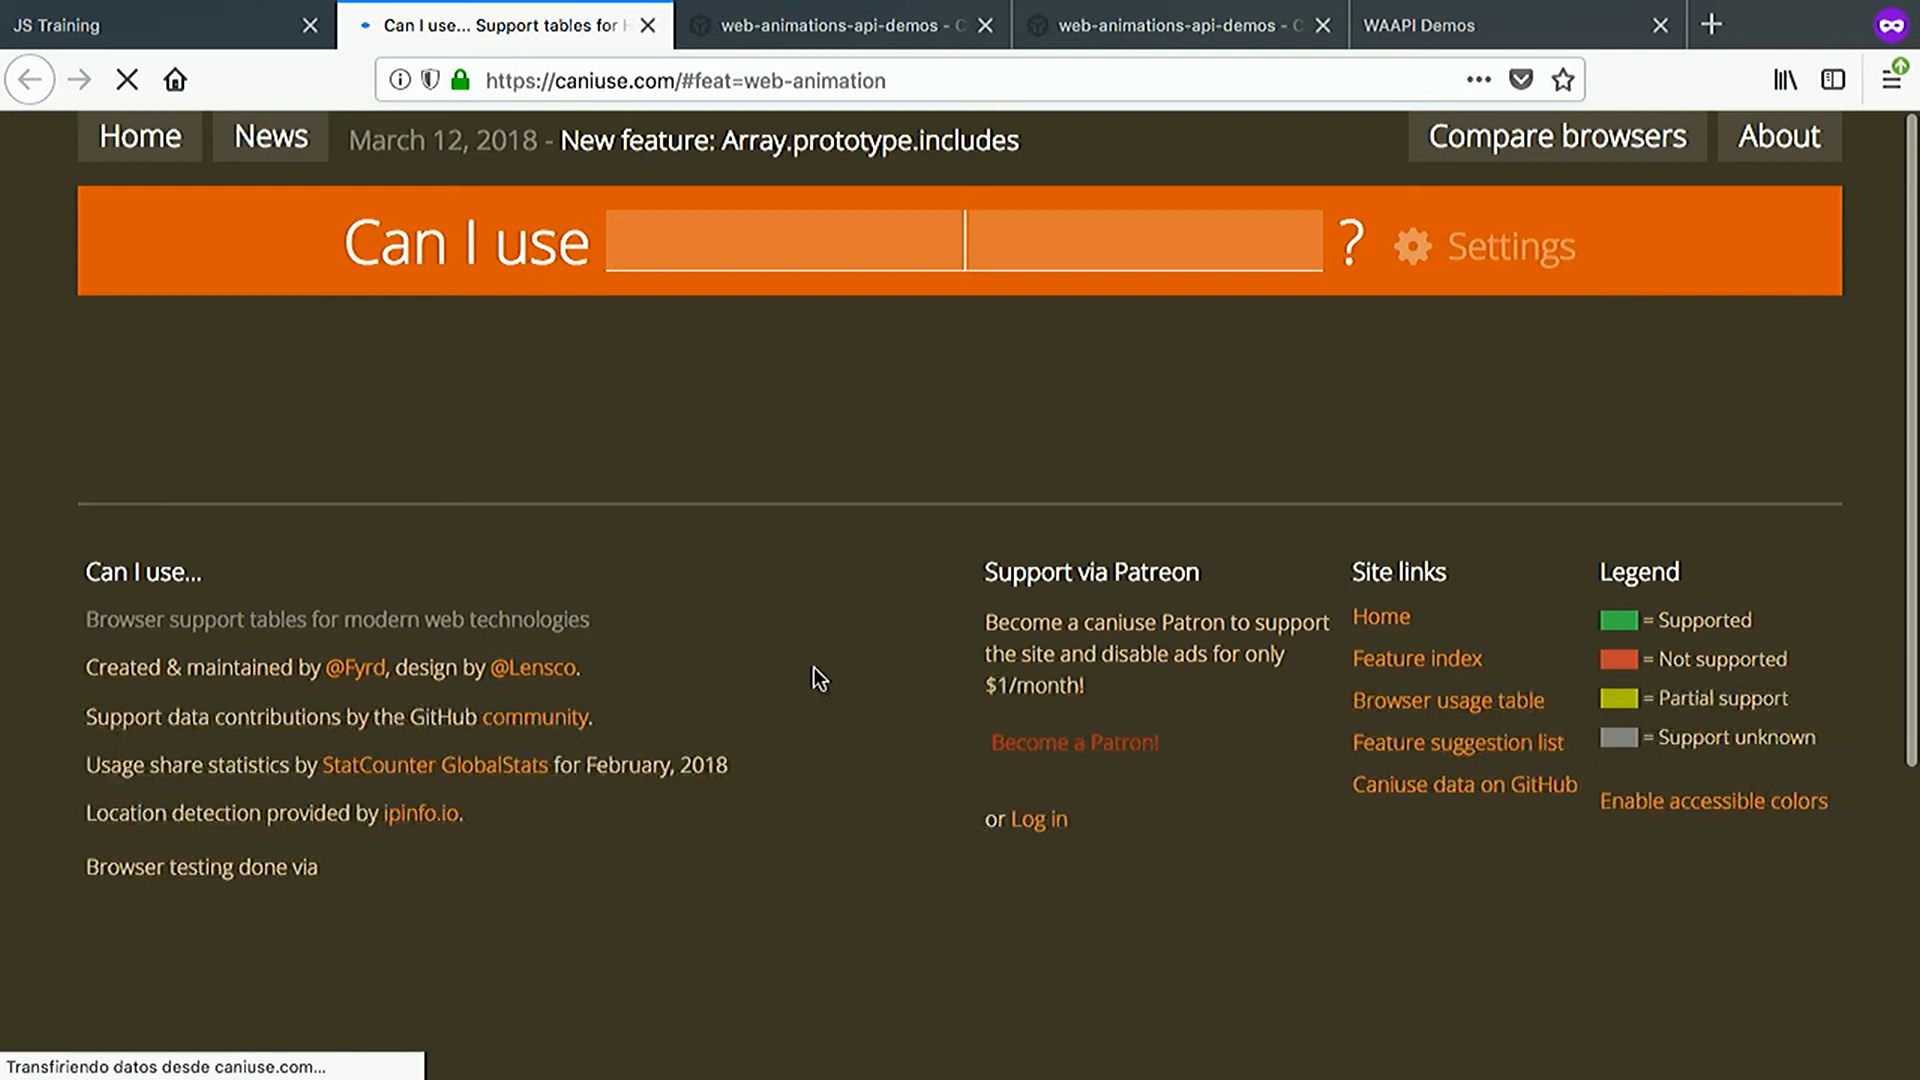 JS Training
Can I use... Support tables for H
web-animations-api-demos - C
web-animations-api-demos - C
WAAPI Demos
https://caniuse.com/#feat=web-animation
Home
News
March 12, 2018 - New feature: Array.prototype.includes
Compare browsers
About
Can I use
?
Settings
Can I use...
Browser support tables for modern web technologies
Created & maintained by @Fyrd, design by @Lensco.
Support data contributions by the GitHub community.
Usage share statistics by StatCounter GlobalStats for February, 2018
Location detection provided by ipinfo.io.
Browser testing done via
Support via Patreon
Become a caniuse Patron to support
the site and disable ads for only
$1/month!
Become a Patron!
or Log in
Site links
Home
Feature index
Browser usage table
Feature suggestion list
Caniuse data on GitHub
Legend
= Supported
= Not supported
= Partial support
= Support unknown
Enable accessible colors
Transfiriendo datos desde caniuse.com...